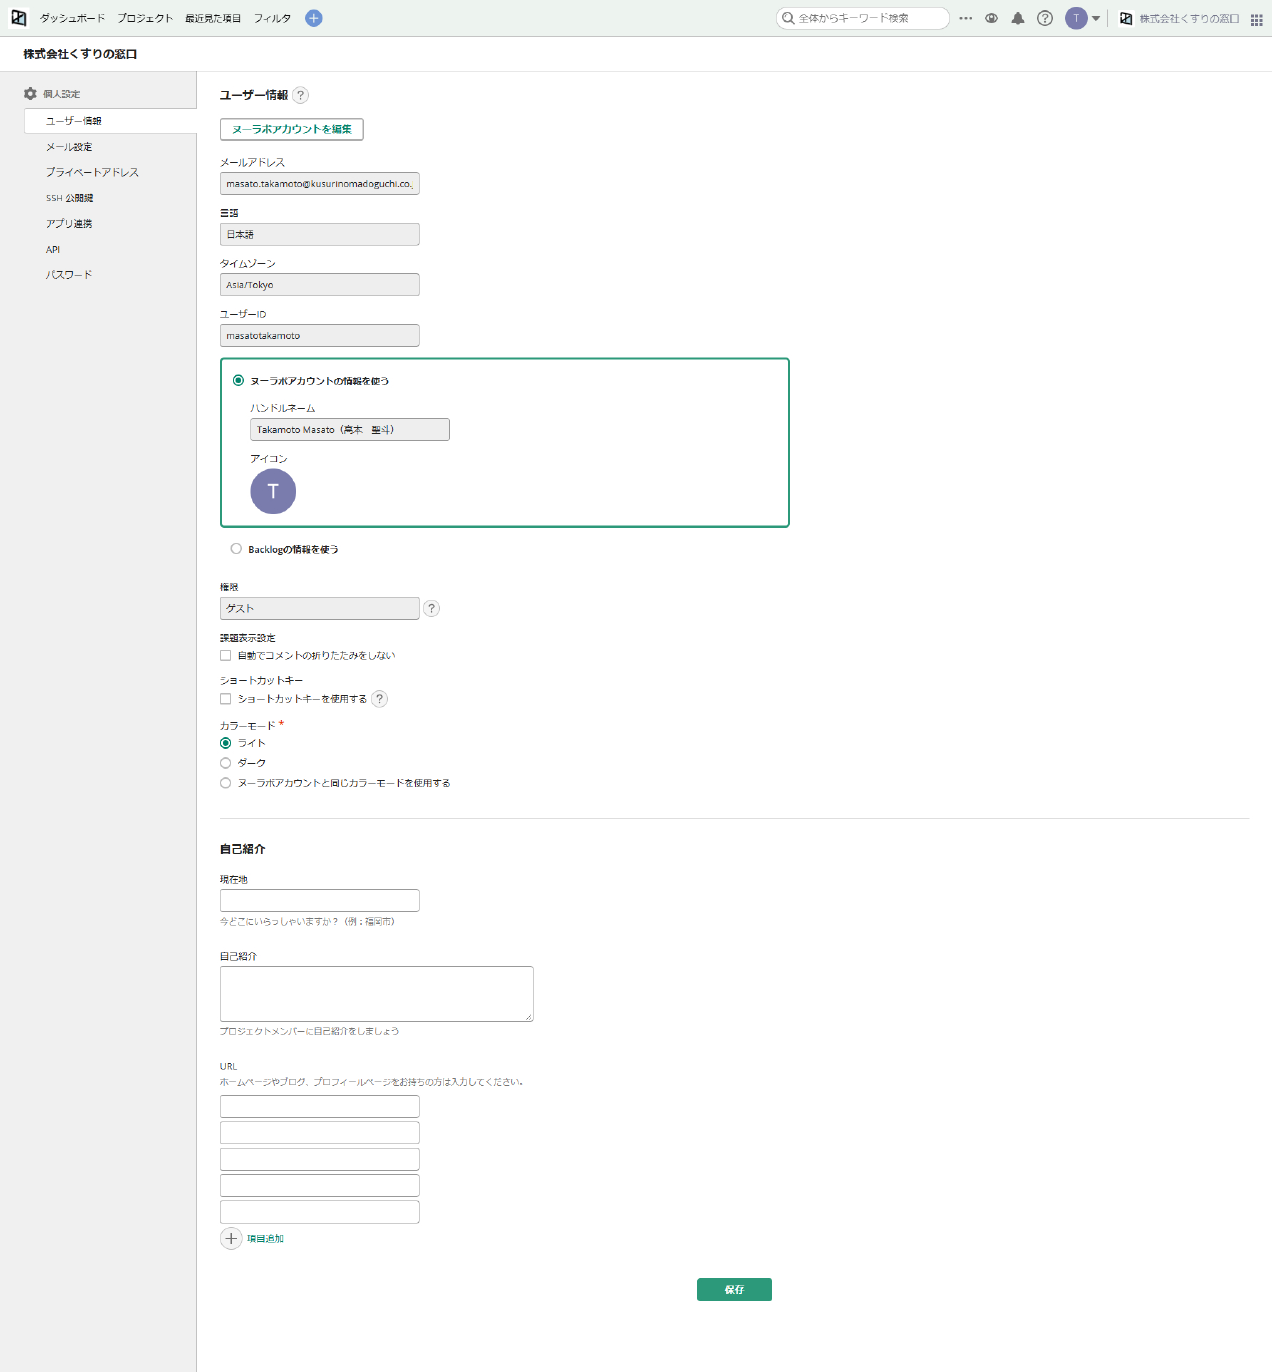 ダッシュボード プロジェクト 最近見た項目 フィルタ 全体からキーワード検索 T 株式会社くすりの窓口
株式会社くすりの窓口
個人設定
ユーザー情報
メール設定
プライベートアドレス
SSH 公開鍵
アプリ連携
API
パスワード
ユーザー情報 ?
ヌーラボアカウントを編集
メールアドレス
masato.takamoto@kusurinomadoguchi.co.
言語
日本語
タイムゾーン
Asia/Tokyo
ユーザーID
masatotakamoto
ヌーラボアカウントの情報を使う
ハンドルネーム
Takamoto Masato（高本　聖斗）
アイコン
T
Backlogの情報を使う
権限
ゲスト ?
課題表示設定
自動でコメントの折りたたみをしない
ショートカットキー
ショートカットキーを使用する ?
カラーモード *
ライト
ダーク
ヌーラボアカウントと同じカラーモードを使用する
自己紹介
現在地
今どこにいらっしゃいますか？（例：福岡市）
自己紹介
プロジェクトメンバーに自己紹介をしましょう
URL
ホームページやブログ、プロフィールページをお持ちの方は入力してください。
項目追加
保存